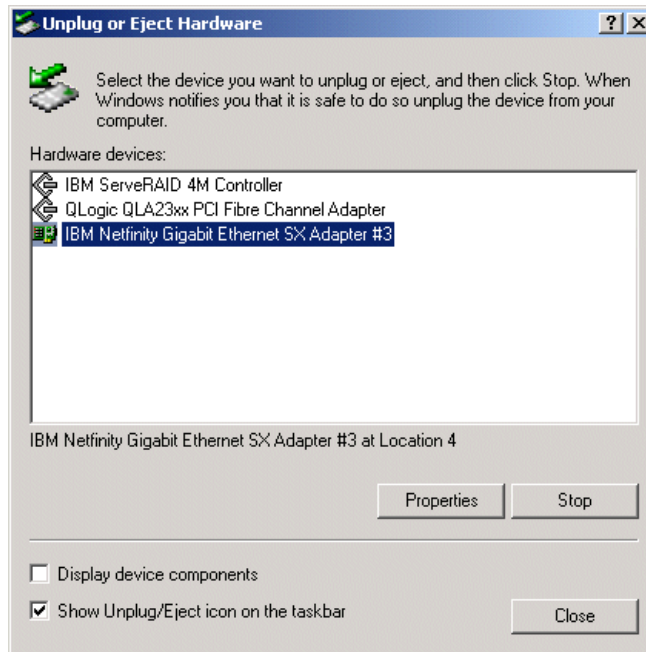 Unplug or Eject Hardware
Select the device you want to unplug or eject, and then click Stop. When
Windows notifies you that it is safe to do so unplug the device from your
computer.
Hardware devices:
IBM ServeRAID 4M Controller
QLogic QLA23xx PCI Fibre Channel Adapter
IBM Netfinity Gigabit Ethernet SX Adapter #3
IBM Netfinity Gigabit Ethernet SX Adapter #3 at Location 4
Properties
Stop
Display device components
Show Unplug/Eject icon on the taskbar
Close